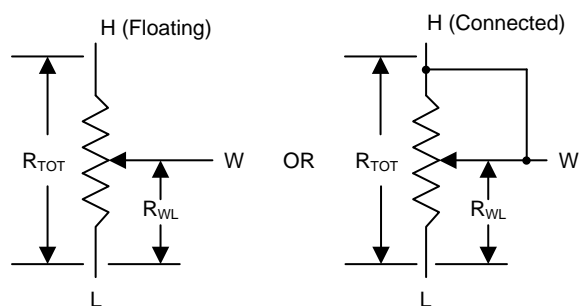 H (Floating)
R_TOT
W
R_WL
L
OR
H (Connected)
R_TOT
W
R_WL
L